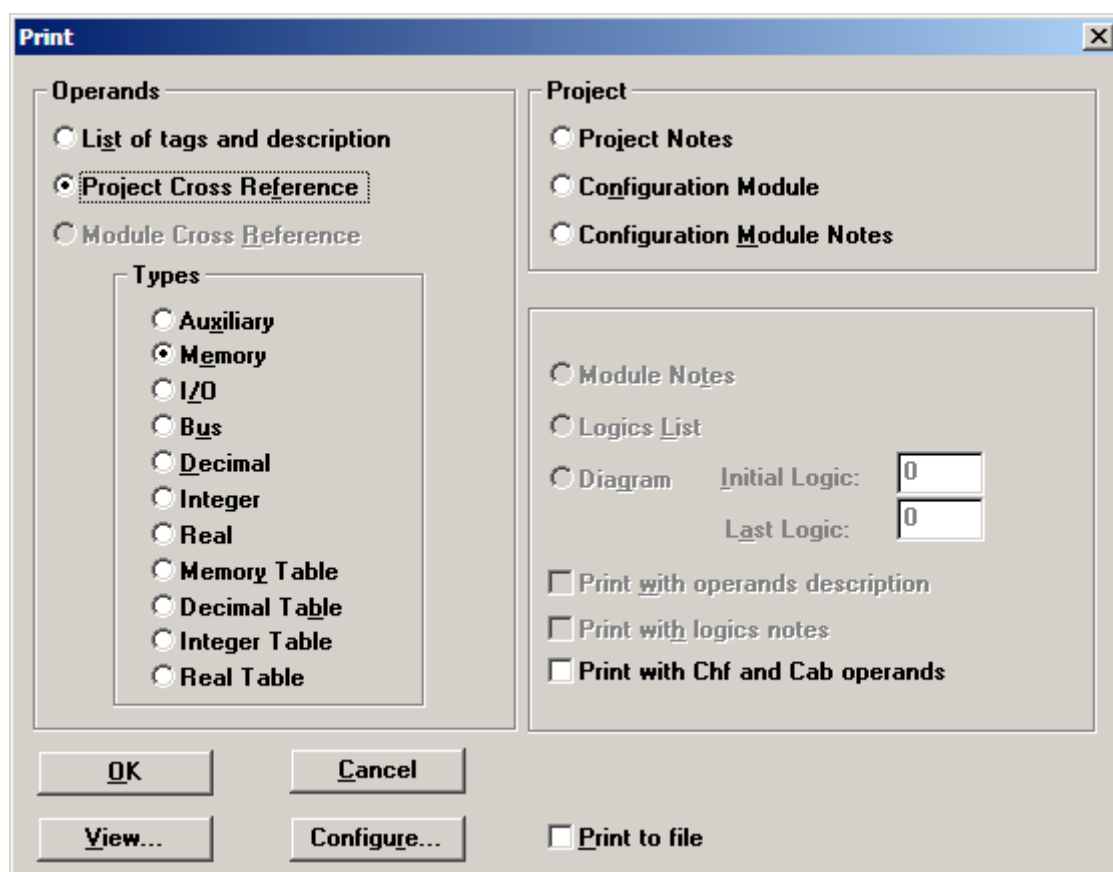 Print
Operands
List of tags and description
Project Cross Reference
Module Cross Reference
Types
Auxiliary
Memory
I/O
Bus
Decimal
Integer
Real
Memory Table
Decimal Table
Integer Table
Real Table
Project
Project Notes
Configuration Module
Configuration Module Notes
Module Notes
Logics List
Diagram Initial Logic: 0
Last Logic: 0
Print with operands description
Print with logics notes
Print with Chf and Cab operands
OK Cancel
View... Configure... Print to file